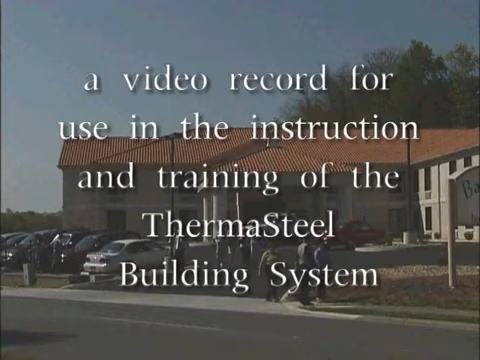 a video record for
use in the instruction
and training of the
ThermaSteel
Building System